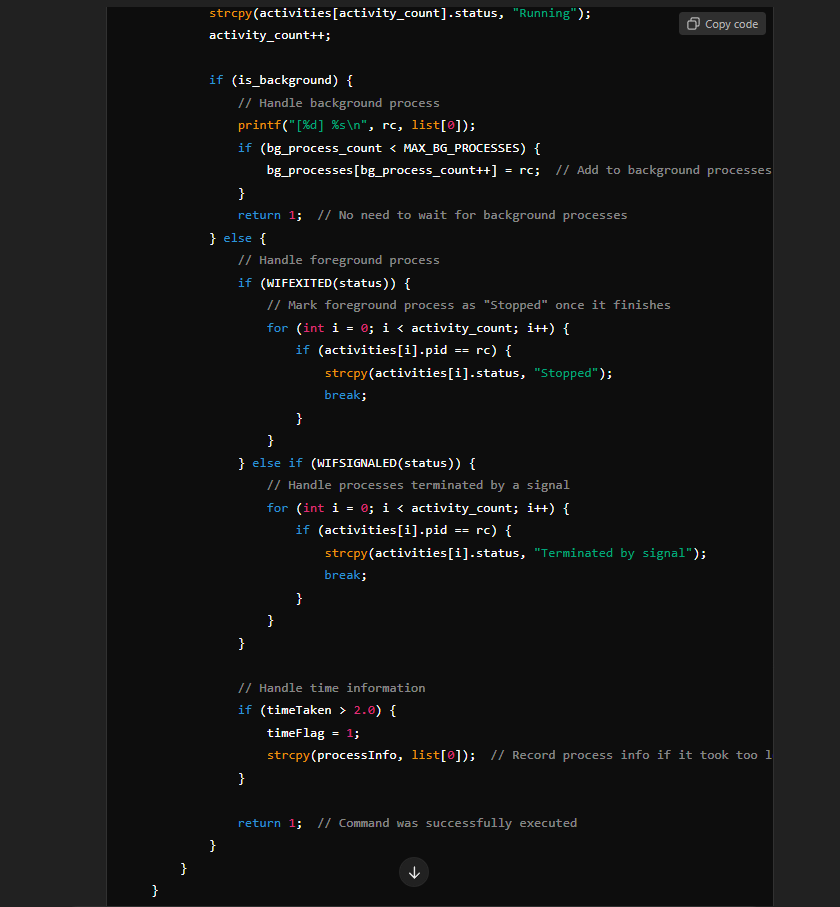 strcpy(activities[activity_count].status, "Running");
Copy code
activity_count++;
if (is_background) {
// Handle background process
printf("[%d] %s\n", rc, list[0]);
if (bg_process_count < MAX_BG_PROCESSES) {
bg_processes[bg_process_count++] = rc;  // Add to background processes
}
return 1;  // No need to wait for background processes
} else {
// Handle foreground process
if (WIFEXITED(status)) {
// Mark foreground process as "Stopped" once it finishes
for (int i = 0; i < activity_count; i++) {
if (activities[i].pid == rc) {
strcpy(activities[i].status, "Stopped");
break;
}
}
} else if (WIFSIGNALED(status)) {
// Handle processes terminated by a signal
for (int i = 0; i < activity_count; i++) {
if (activities[i].pid == rc) {
strcpy(activities[i].status, "Terminated by signal");
break;
}
}
}
// Handle time information
if (timeTaken > 2.0) {
timeFlag = 1;
strcpy(processInfo, list[0]);  // Record process info if it took too l
}
return 1;  // Command was successfully executed
}
}
}